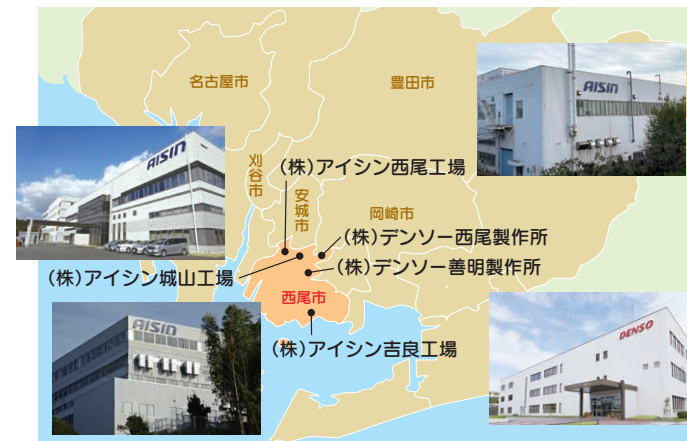 名古屋市
豊田市
AISIN
AISIN
刈谷市
(株)アイシン西尾工場
安城市
岡崎市
(株)デンソー西尾製作所
(株)デンソー善明製作所
(株)アイシン城山工場
西尾市
AISIN
DENSO
(株)アイシン吉良工場